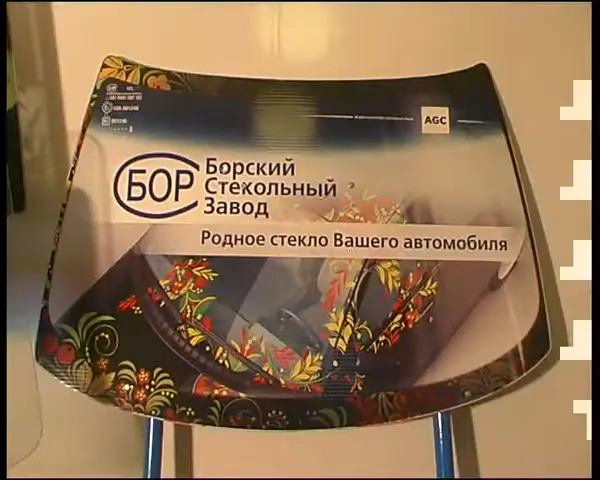 AGC
БОР
Борский
Стекольный
Завод
Родное стекло Вашего автомобиля